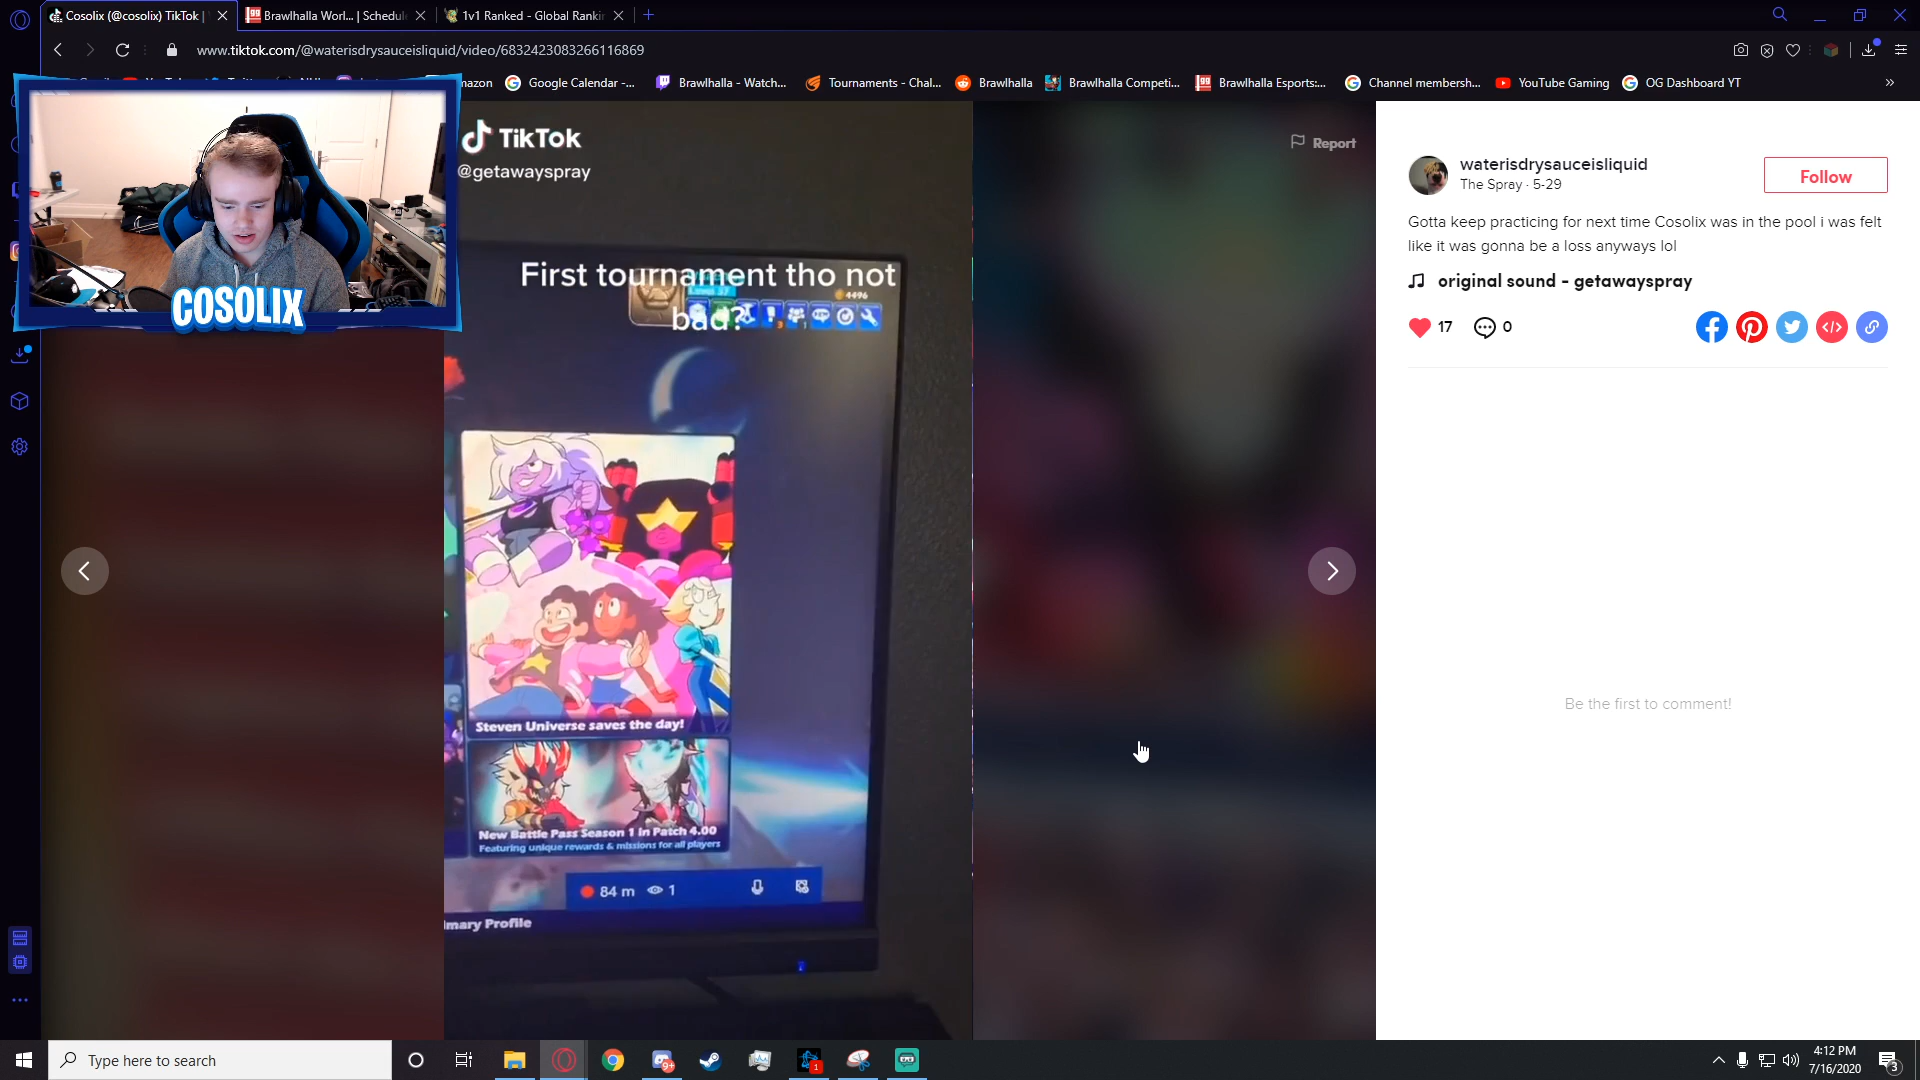 Cosolix (@cosolix) TikTok |
Brawlhalla Worl... | Schedul
1v1 Ranked - Global Rankin
www.tiktok.com/@waterisdrysauceisliquid/video/6832423083266116869
mazon
Google Calendar -...
Brawlhalla - Watch...
Tournaments - Chal...
Brawlhalla
Brawlhalla Competi...
Brawlhalla Esports:...
Channel membersh...
YouTube Gaming
OG Dashboard YT
COSOLIX
TikTok
@getawayspray
First tournament tho not
bad?
4496
Steven Universe saves the day!
New Battle Pass Season 1 in Patch 4.00
Featuring unique rewards & missions for all players
84 m
1
mary Profile
Report
waterisdrysauceisliquid
The Spray · 5-29
Follow
Gotta keep practicing for next time Cosolix was in the pool i was felt
like it was gonna be a loss anyways lol
original sound - getawayspray
17
0
Be the first to comment!
Type here to search
9+
1
4:12 PM
7/16/2020
3